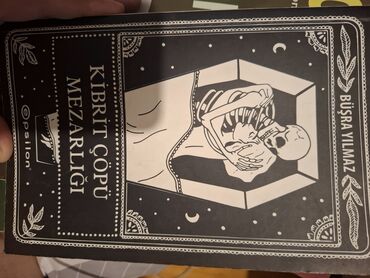 BÜŞRA YILMAZ
KİBRİT ÇÖPÜ
MEZARLIĞI
epsilon